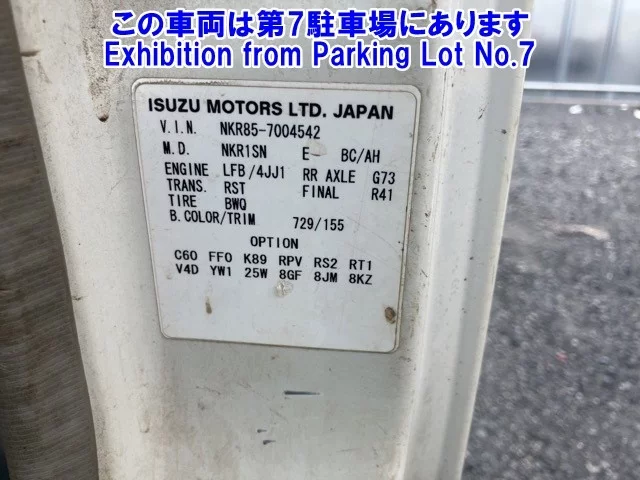 この車両は第7駐車場にあります
Exhibition from Parking Lot No.7
ISUZU MOTORS LTD. JAPAN
V.I.N. NKR85-7004542
M.D. NKR1SN E BC/AH
ENGINE LFB/4JJ1 RR AXLE G73
TRANS. RST FINAL R41
TIRE BWQ
B.COLOR/TRIM 729/155
OPTION
C60 FF0 K89 RPV RS2 RT1
V4D YW1 25W 8GF 8JM 8KZ